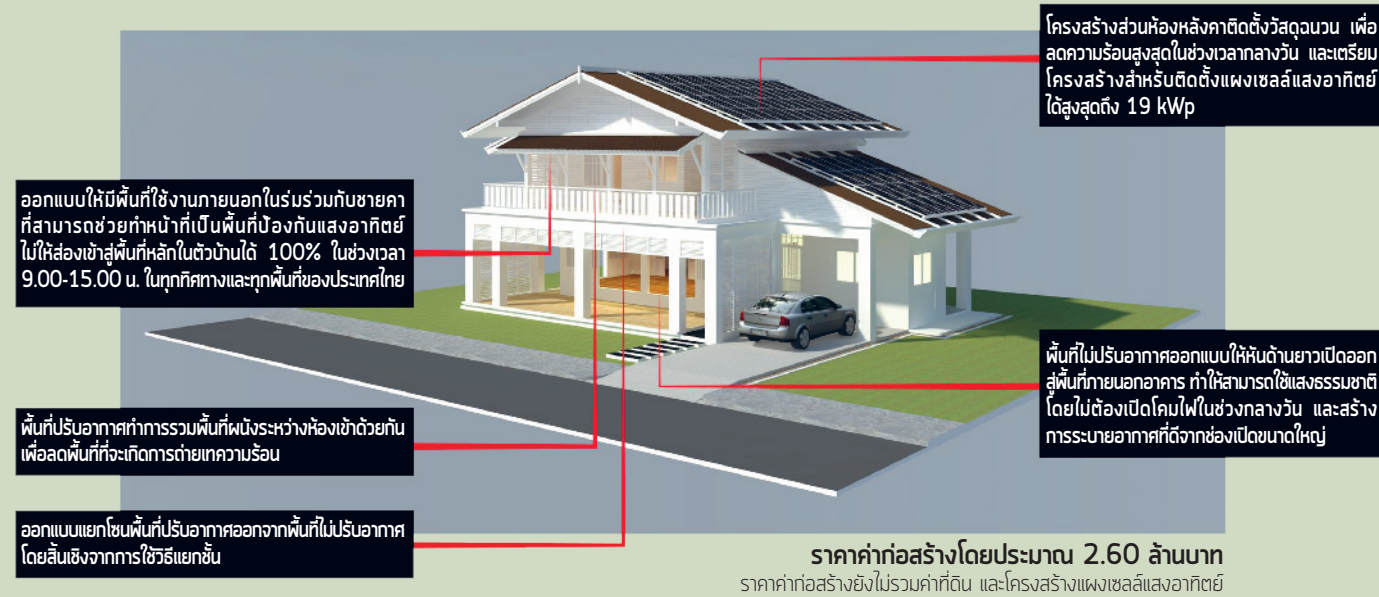 โครงสร้างส่วนห้องหลังคาติดตั้งวัสดุฉนวน เพื่อ
ลดความร้อนสูงสุดในช่วงเวลากลางวัน และเตรียม
โครงสร้างสำหรับติดตั้งแผงเซลล์แสงอาทิตย์
ได้สูงสุดถึง 19 kWp
ออกแบบให้มีพื้นที่ใช้งานภายนอกในร่มร่วมกับชายคา
ที่สามารถช่วยทำหน้าที่เป็นพื้นที่ป้องกันแสงอาทิตย์
ไม่ให้ส่องเข้าสู่พื้นที่หลักในตัวบ้านได้ 100% ในช่วงเวลา
9.00-15.00 น. ในทุกทิศทางและทุกพื้นที่ของประเทศไทย
พื้นที่ไม่ปรับอากาศออกแบบให้หันด้านยาวเปิดออก
สู่พื้นที่ภายนอกอาคาร ทำให้สามารถใช้แสงธรรมชาติ
โดยไม่ต้องเปิดโคมไฟในช่วงกลางวัน และสร้าง
การระบายอากาศที่ดีจากช่องเปิดขนาดใหญ่
พื้นที่ปรับอากาศทำการรวมพื้นที่ผนังระหว่างห้องเข้าด้วยกัน
เพื่อลดพื้นที่ที่จะเกิดการถ่ายเทความร้อน
ออกแบบแยกโซนพื้นที่ปรับอากาศออกจากพื้นที่ไม่ปรับอากาศ
โดยสิ้นเชิงจากการใช้วิธีแยกชั้น
ราคาค่าก่อสร้างโดยประมาณ 2.60 ล้านบาท
ราคาค่าก่อสร้างยังไม่รวมค่าที่ดิน และโครงสร้างแผงเซลล์แสงอาทิตย์